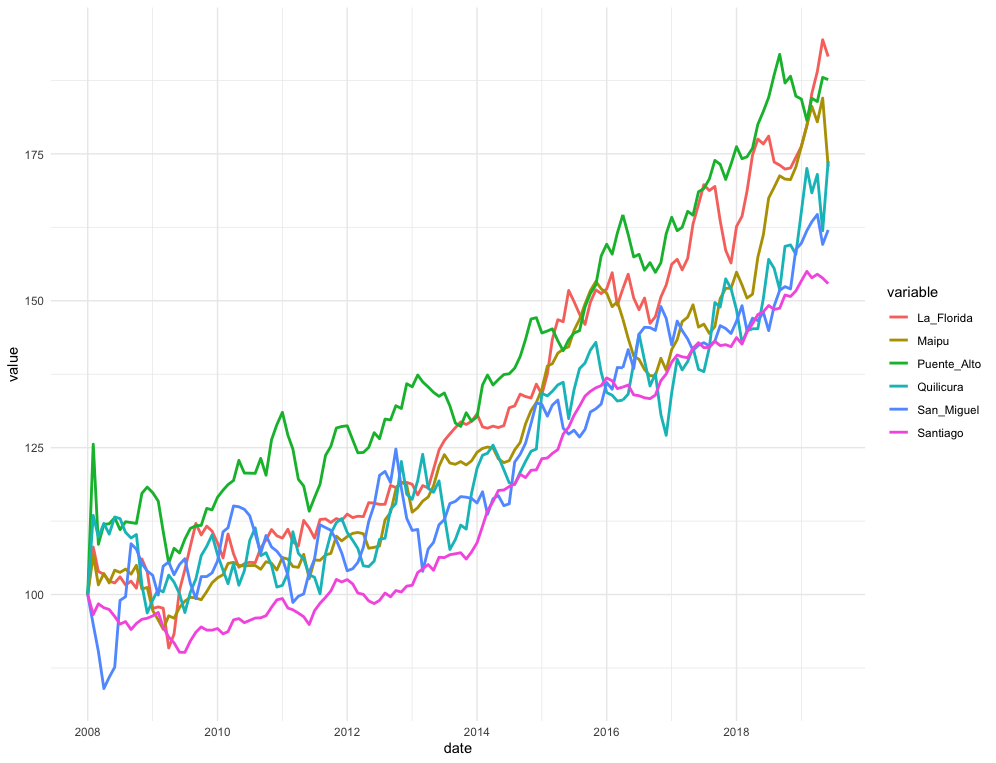 value
175
150
125
100
2008 2010 2012 2014 2016 2018
date
variable
La_Florida
Maipu
Puente_Alto
Quilicura
San_Miguel
Santiago